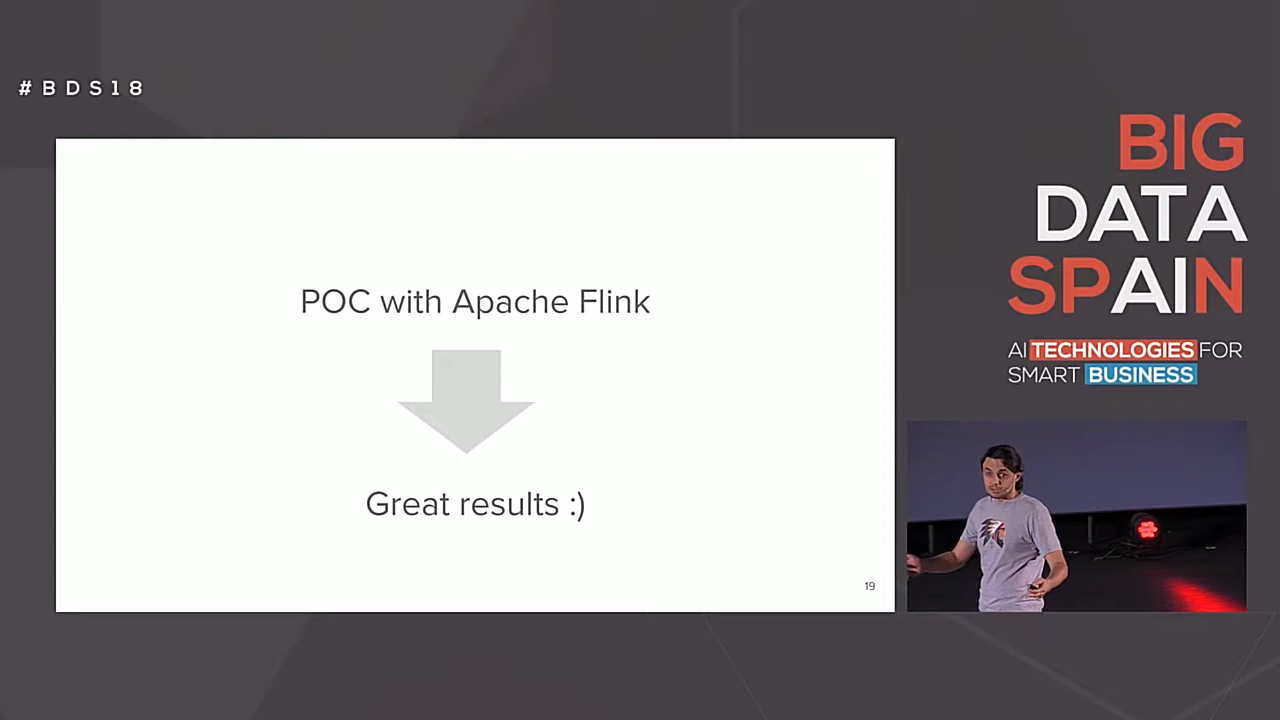 #BDS18
BIG
DATA
SPAIN
AI TECHNOLOGIES FOR
SMART BUSINESS
POC with Apache Flink
Great results :)
19